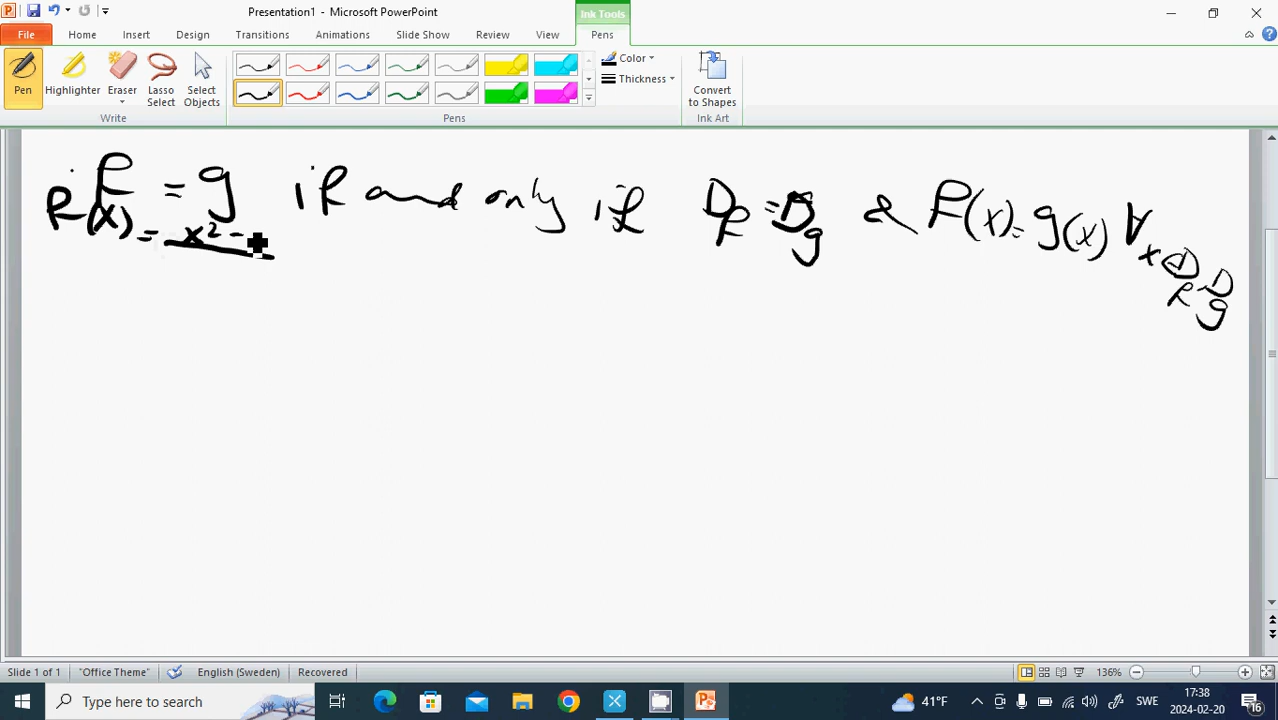 Presentation1 - Microsoft PowerPoint
Ink Tools
File Home Insert Design Transitions Animations Slide Show Review View Pens
Pen Highlighter Eraser Lasso Select Select Objects
Color
Thickness
Convert to Shapes
Write Pens Ink Art
f = g if and only if D_f = D_g & f(x) = g(x) ∀ x ∈ D_f = D_g
f(x) = x² -
Slide 1 of 1 "Office Theme" English (Sweden) Recovered 136%
Type here to search 41°F SWE 17:38
2024-02-20 16